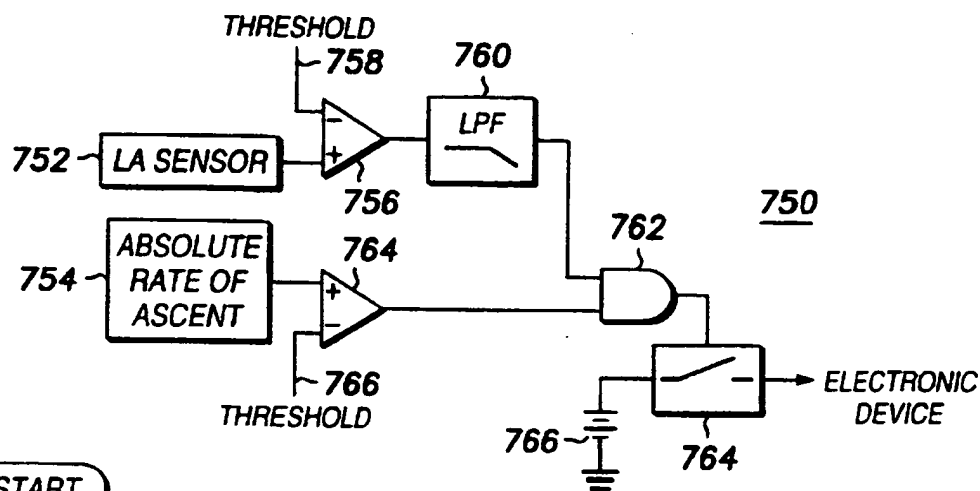 THRESHOLD
758
760
LPF
752
LA SENSOR
756
750
762
764
ABSOLUTE
RATE OF
ASCENT
754
766
THRESHOLD
ELECTRONIC
DEVICE
766
764
START